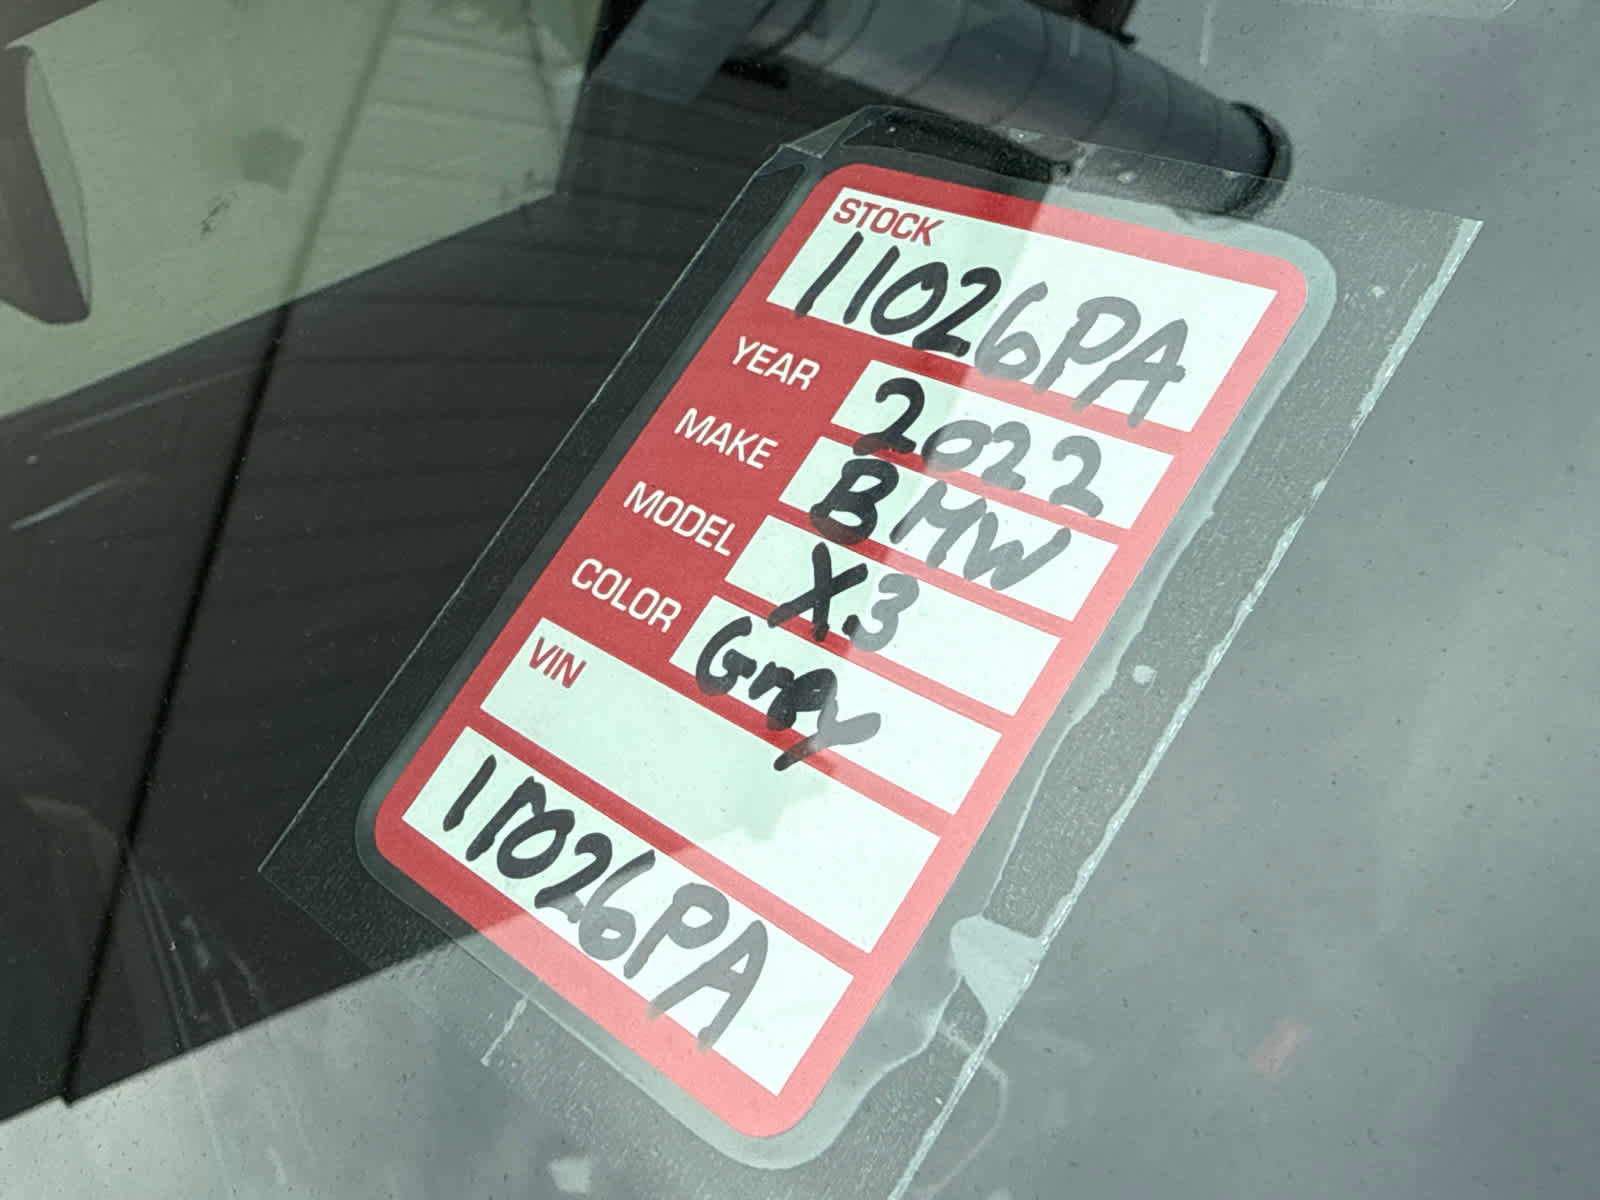 STOCK
11026PA
YEAR 2022
MAKE BMW
MODEL X3
COLOR Grey
VIN
11026PA